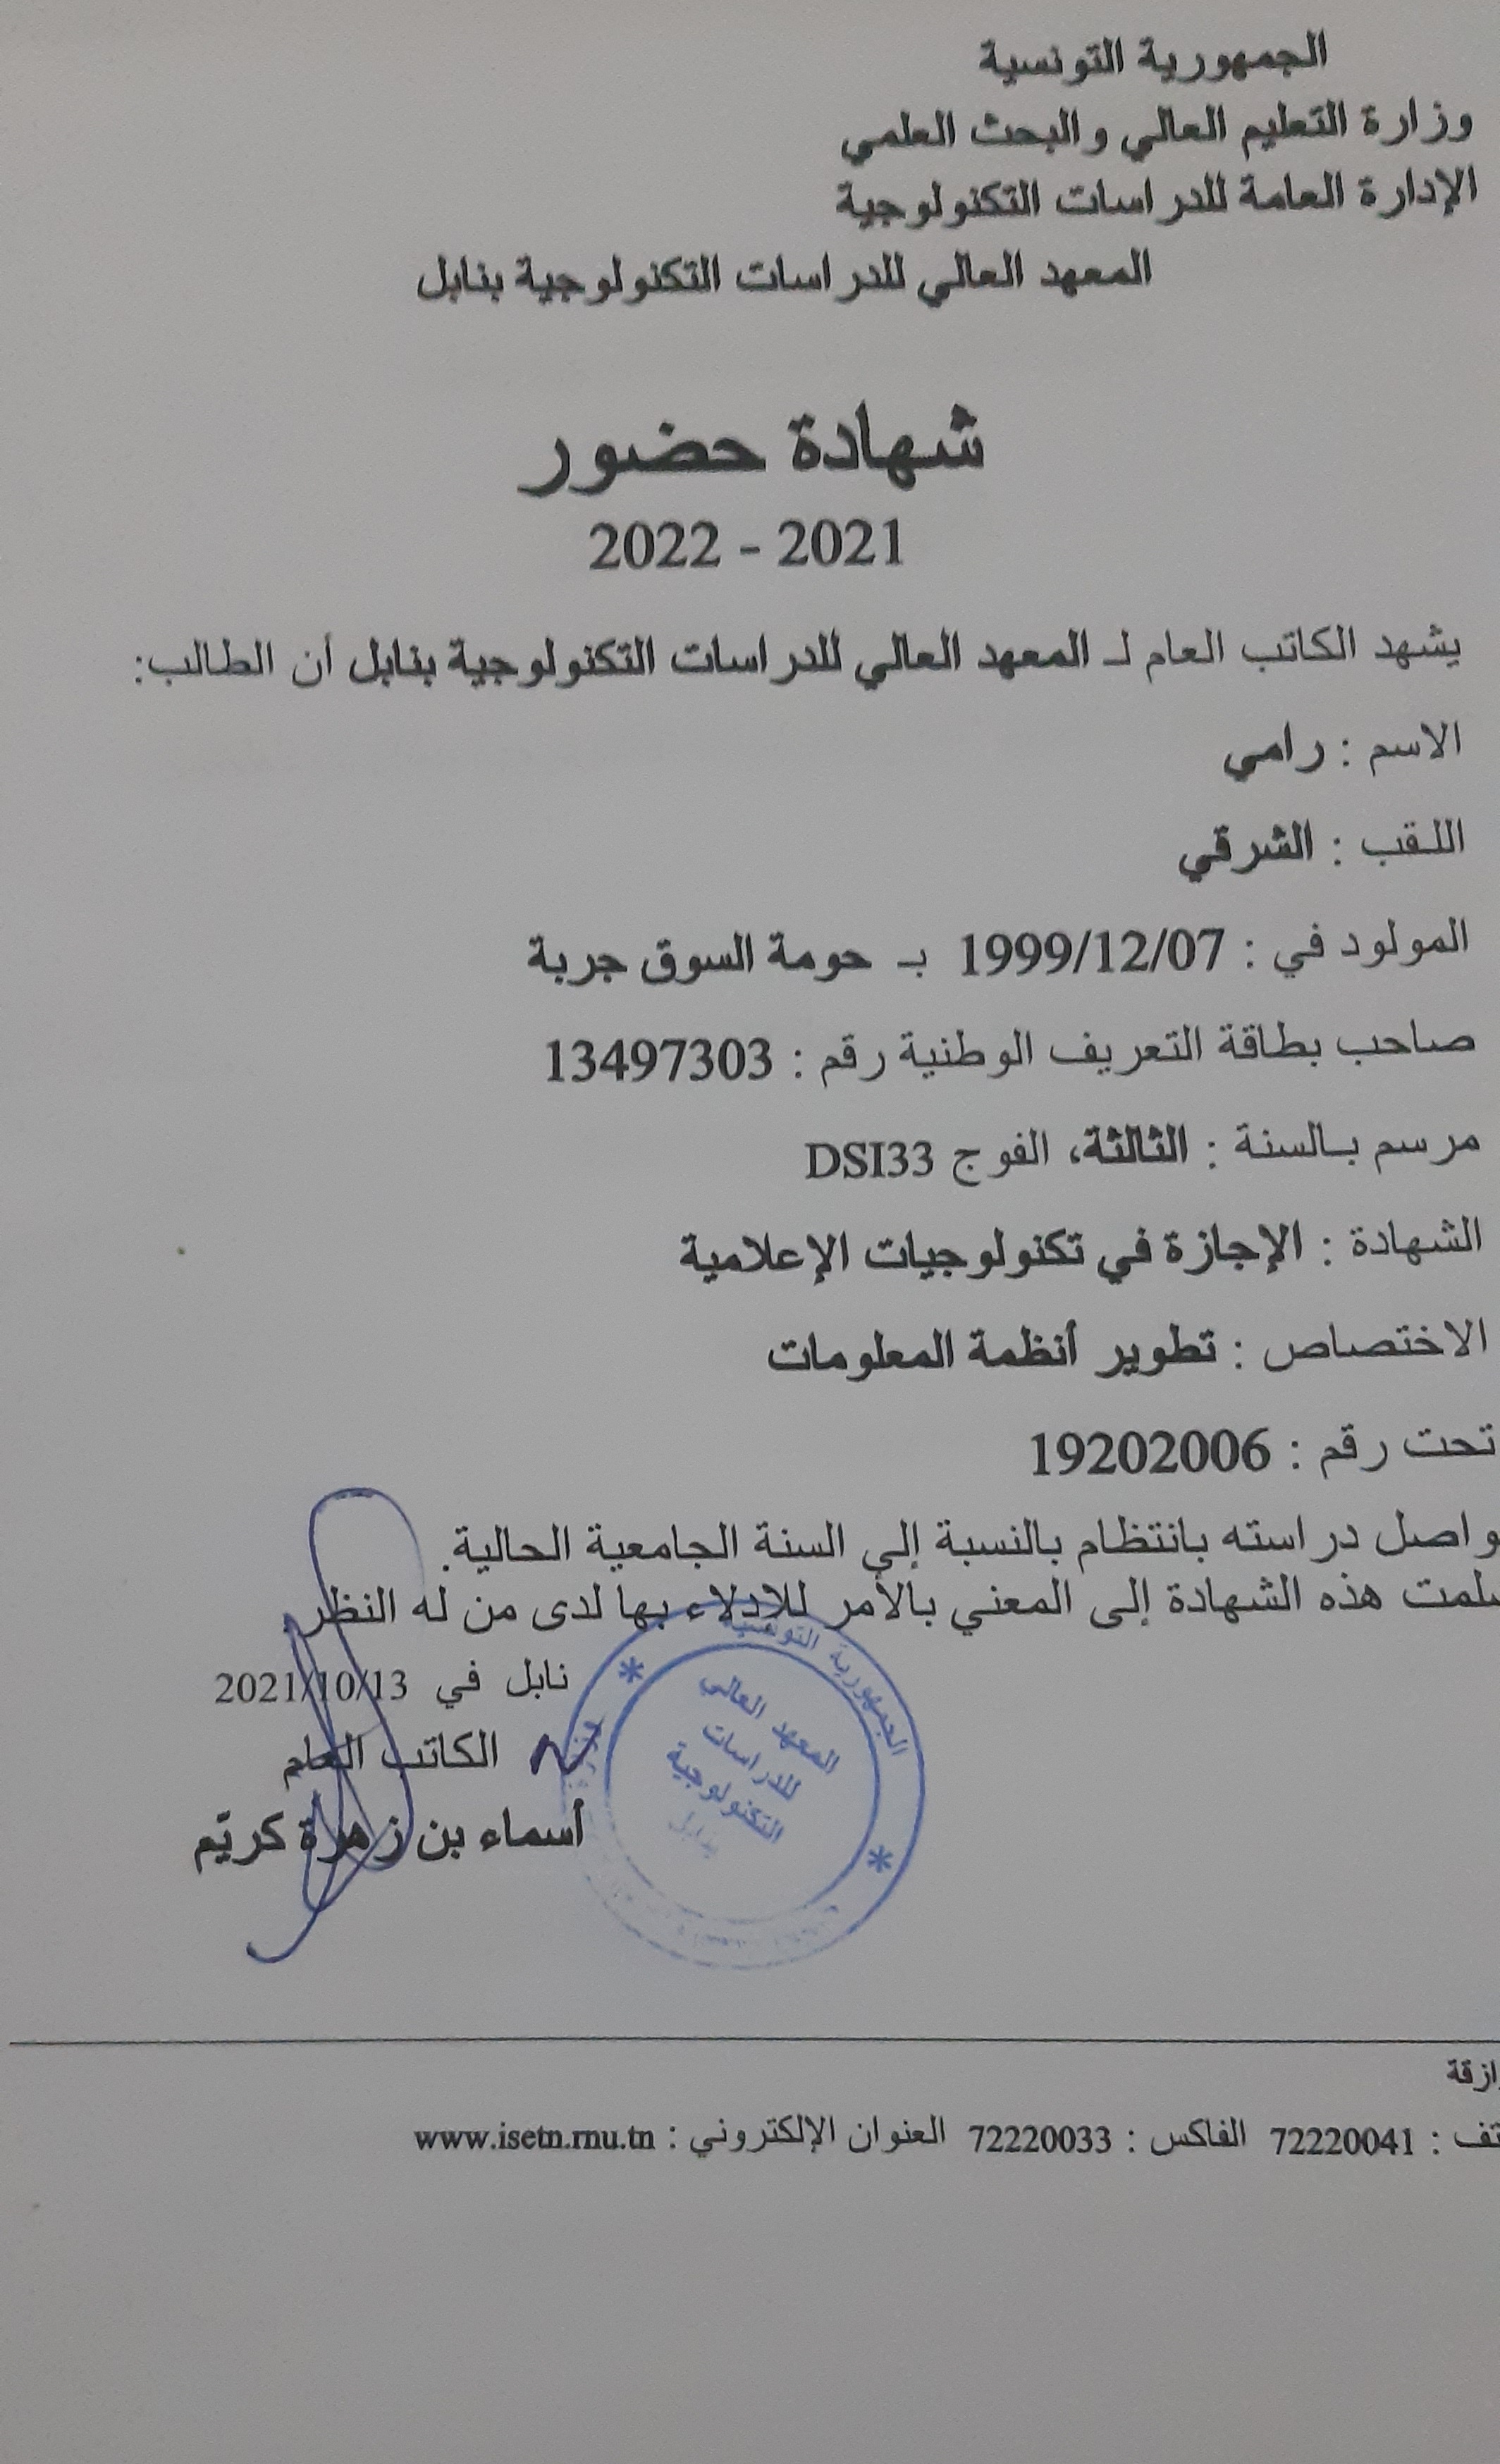 الجمهورية التونسية
وزارة التعليم العالي والبحث العلمي
الإدارة العامة للدراسات التكنولوجية
المعهد العالي للدراسات التكنولوجية بنابل
شهادة حضور
2022 - 2021
يشهد الكاتب العام لـ المعهد العالي للدراسات التكنولوجية بنابل أن الطالب:
الاسم : رامي
اللقب : الشرقي
المولود في : 1999/12/07 بـ حومة السوق جربة
صاحب بطاقة التعريف الوطنية رقم : 13497303
مرسم بالسنة : الثالثة، الفوج DSI33
الشهادة : الإجازة في تكنولوجيات الإعلامية
الاختصاص : تطوير أنظمة المعلومات
تحت رقم : 19202006
واصل دراسته بانتظام بالنسبة إلى السنة الجامعية الحالية.
لمت هذه الشهادة إلى المعني بالأمر للادلاء بها لدى من له النظر
نابل في 2021/10/13
الكاتب العام
أسماء بن زهرة كريّم
الجمهورية التونسية
المعهد العالي
للدراسات
التكنولوجية
بنابل
ازقة
تف : 72220041 الفاكس : 72220033 العنوان الإلكتروني : www.isetn.rnu.tn